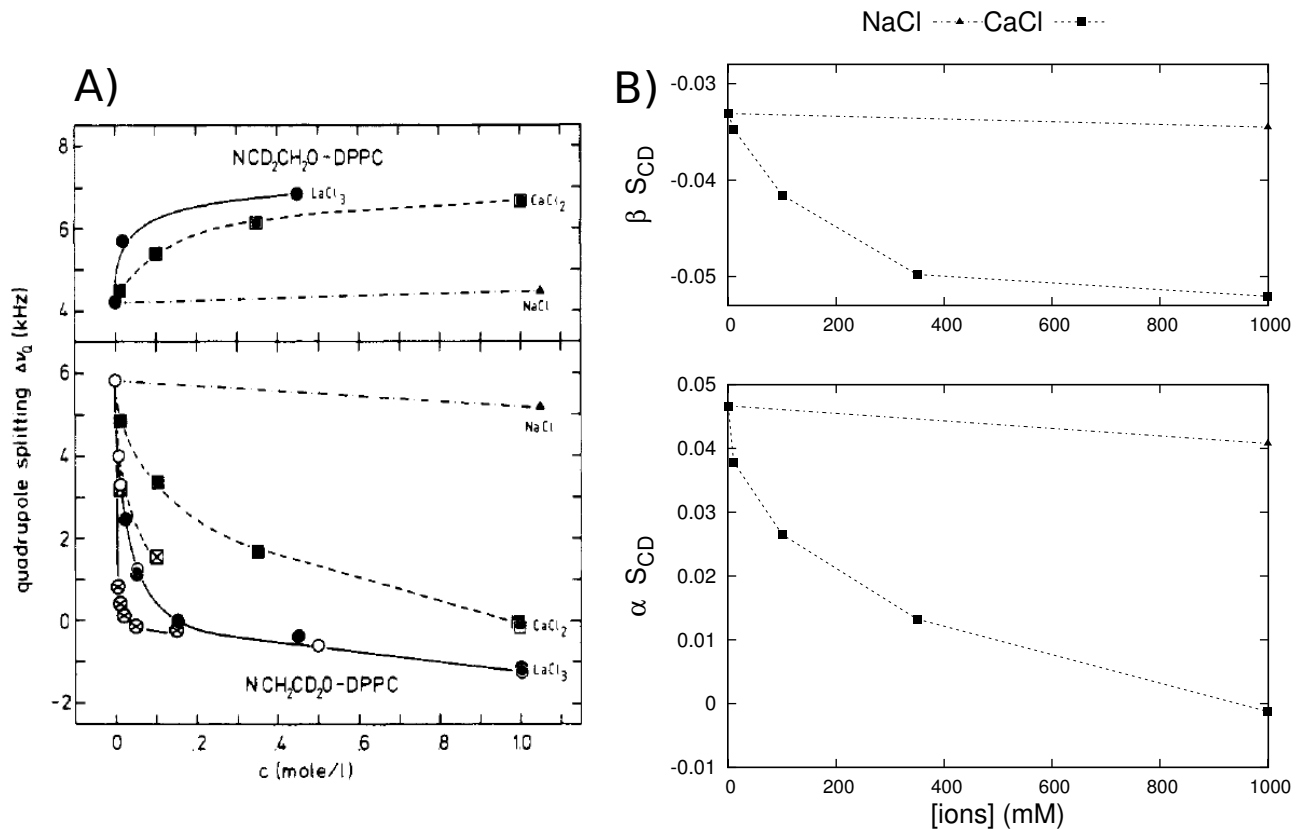 NaCl CaCl
A)
8
6
4
NCD₂CH₂O-DPPC
LaCl₃
CaCl₂
NaCl
quadrupole splitting Δν_Q (kHz)
6
4
2
0
-2
NaCl
CaCl₂
LaCl₃
NCH₂CD₂O-DPPC
0 .2 .4 .6 .8 1.0
c (mole/l)
B)
-0.03
-0.04
-0.05
β S_CD
0 200 400 600 800 1000
0.05
0.04
0.03
0.02
0.01
0
-0.01
α S_CD
0 200 400 600 800 1000
[ions] (mM)